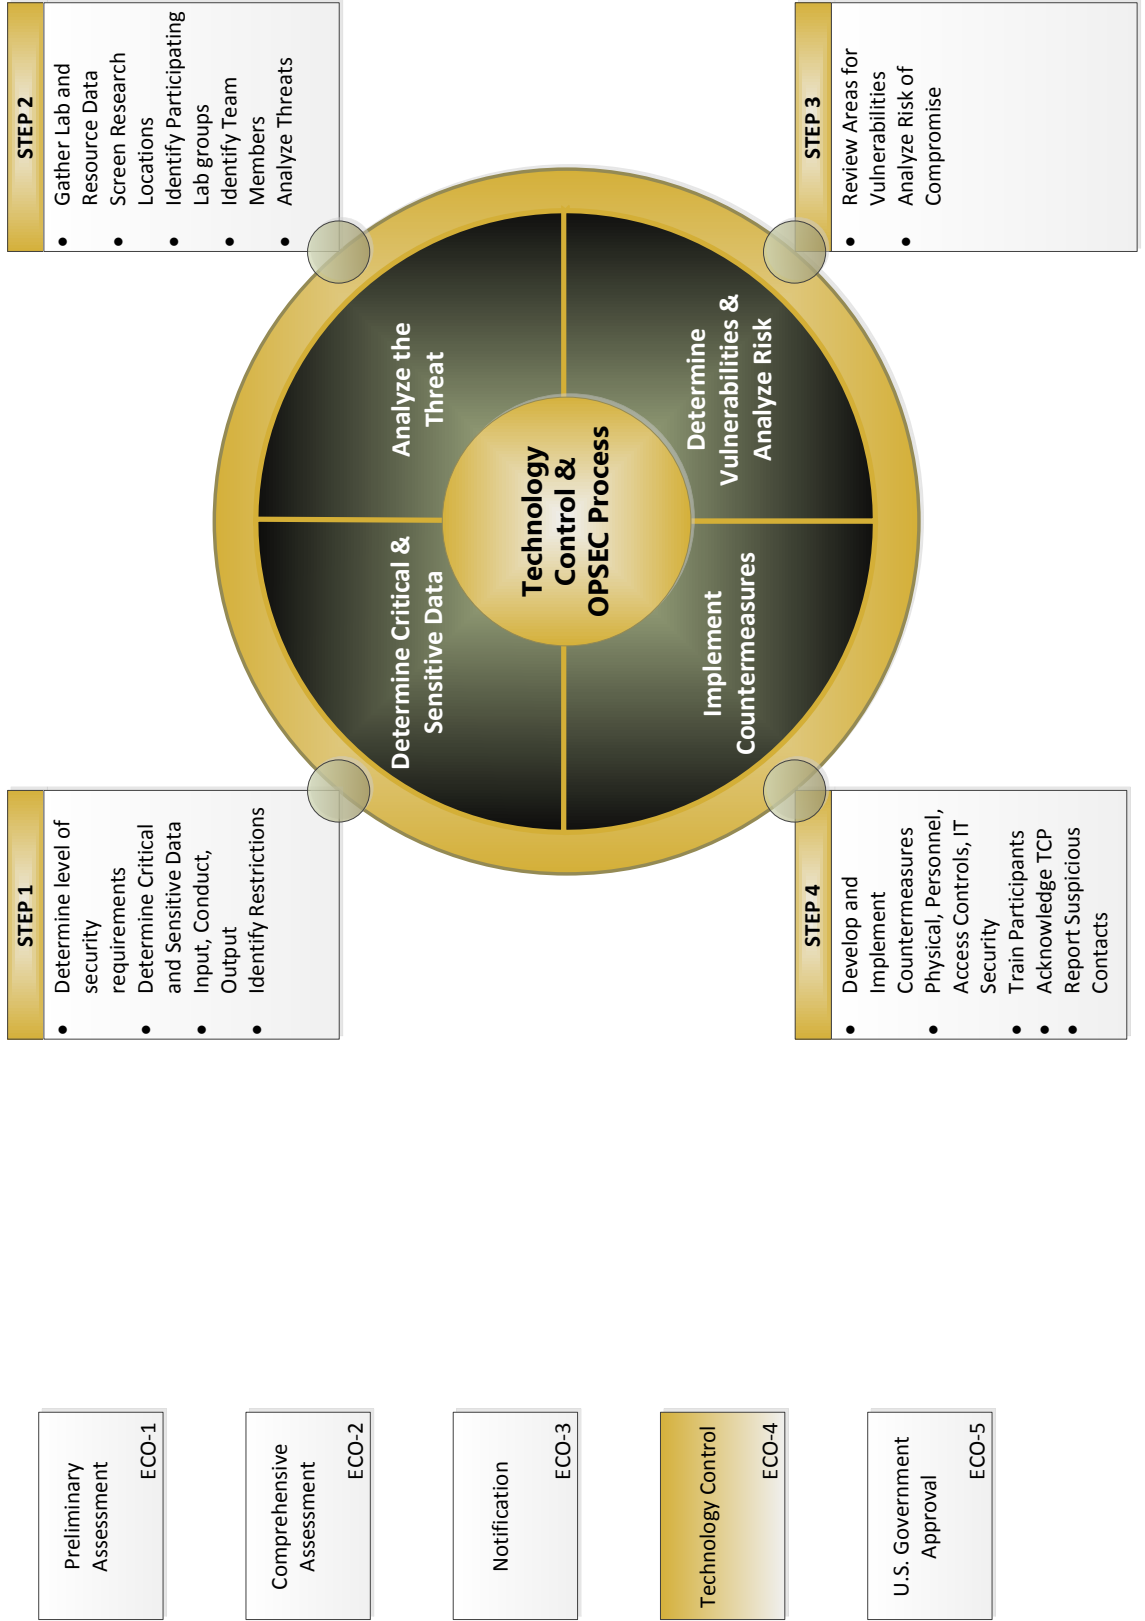 Preliminary
Assessment
ECO-1
Comprehensive
Assessment
ECO-2
Notification
ECO-3
Technology Control
ECO-4
U.S. Government
Approval
ECO-5
STEP 1
• Determine level of
security
requirements
• Determine Critical
and Sensitive Data
• Input, Conduct,
Output
• Identify Restrictions
STEP 2
• Gather Lab and
Resource Data
• Screen Research
Locations
• Identify Participating
Lab groups
• Identify Team
Members
• Analyze Threats
Determine Critical &
Sensitive Data
Analyze the
Threat
Technology
Control &
OPSEC Process
Implement
Countermeasures
Determine
Vulnerabilities &
Analyze Risk
STEP 4
• Develop and
Implement
Countermeasures
• Physical, Personnel,
Access Controls, IT
Security
• Train Participants
• Acknowledge TCP
• Report Suspicious
Contacts
STEP 3
• Review Areas for
Vulnerabilities
• Analyze Risk of
Compromise